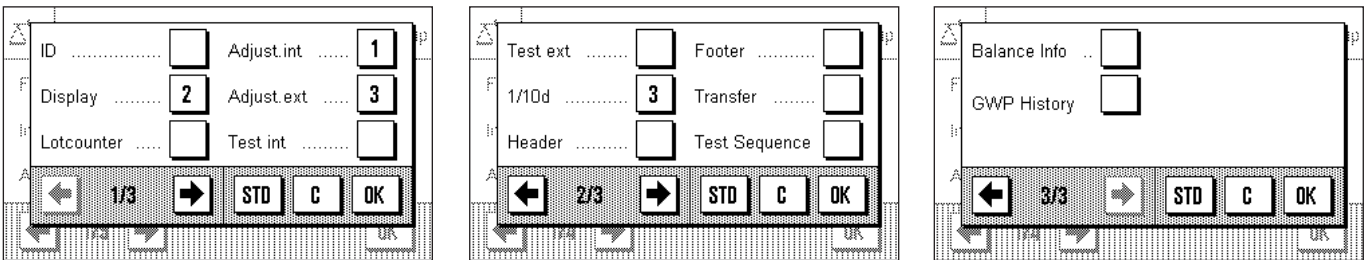 ID .......... Adjust.int ...... 1
Display ......... 2 Adjust.ext ..... 3
Lotcounter ..... Test int .........
1/3 STD C OK
Test ext ....... Footer ...........
1/10d .......... 3 Transfer ........
Header ......... Test Sequence
2/3 STD C OK
Balance Info ..
GWP History
3/3 STD C OK